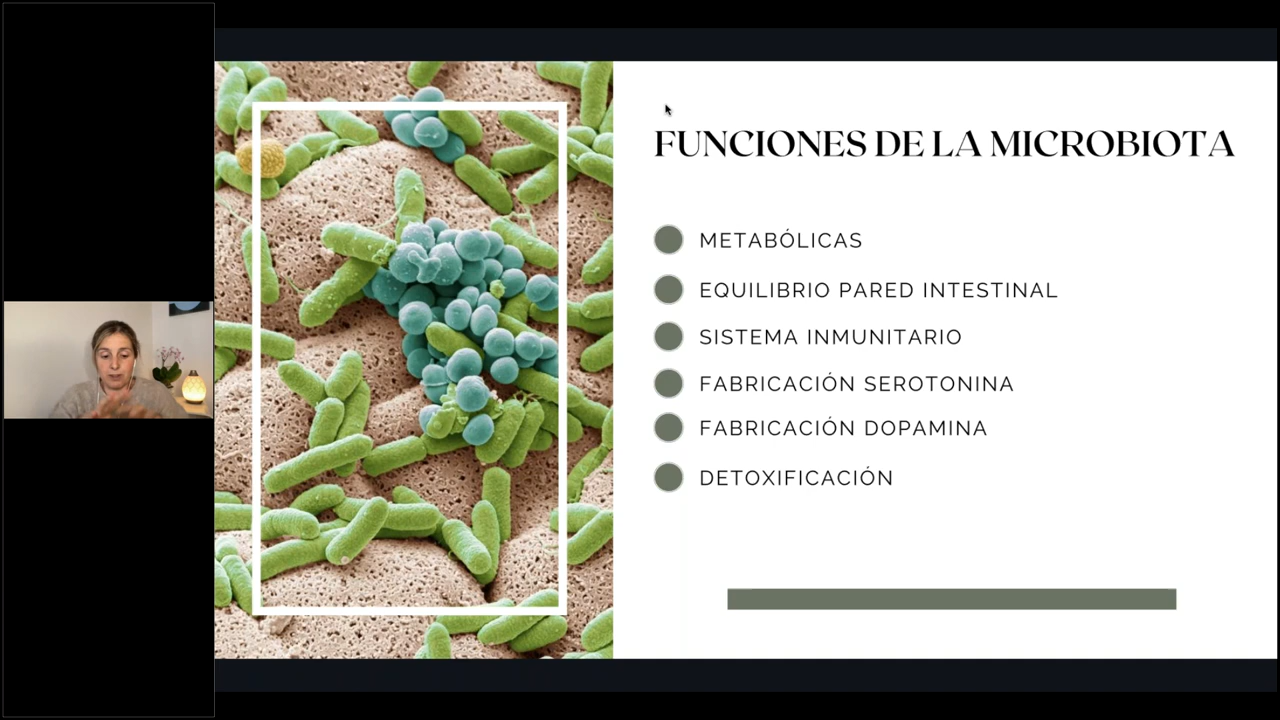 FUNCIONES DE LA MICROBIOTA
METABÓLICAS
EQUILIBRIO PARED INTESTINAL
SISTEMA INMUNITARIO
FABRICACIÓN SEROTONINA
FABRICACIÓN DOPAMINA
DETOXIFICACIÓN